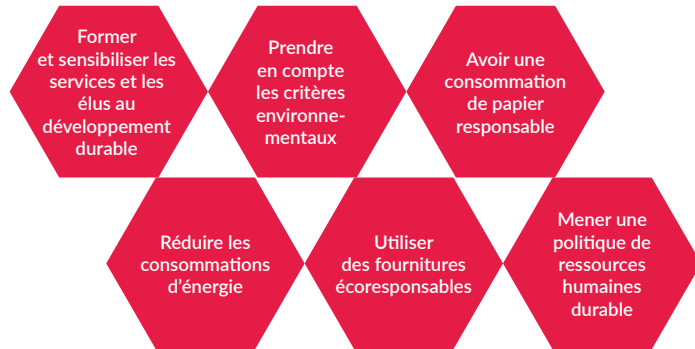 Former
et sensibiliser les
services et les
élus au
développement
durable
Prendre
en compte
les critères
environne-
mentaux
Avoir une
consommation
de papier
responsable
Réduire les
consommations
d'énergie
Utiliser
des fournitures
écoresponsables
Mener une
politique de
ressources
humaines
durable